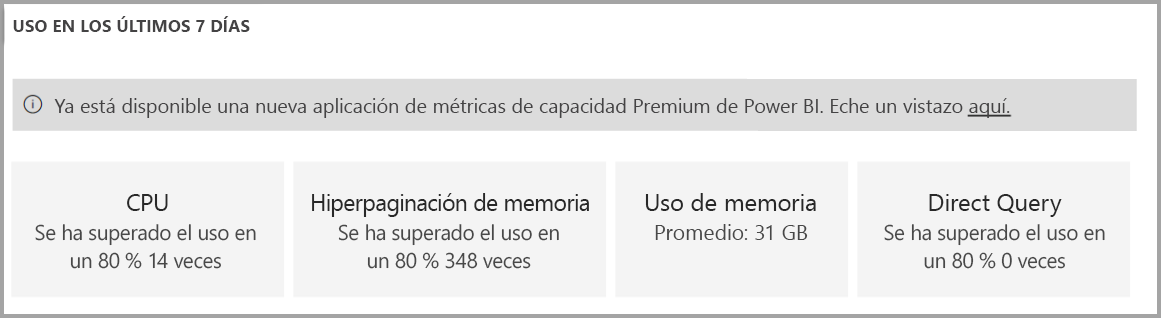 USO EN LOS ÚLTIMOS 7 DÍAS
Ya está disponible una nueva aplicación de métricas de capacidad Premium de Power BI. Eche un vistazo aquí.
CPU
Se ha superado el uso en
un 80 % 14 veces
Hiperpaginación de memoria
Se ha superado el uso en
un 80 % 348 veces
Uso de memoria
Promedio: 31 GB
Direct Query
Se ha superado el uso en
un 80 % 0 veces